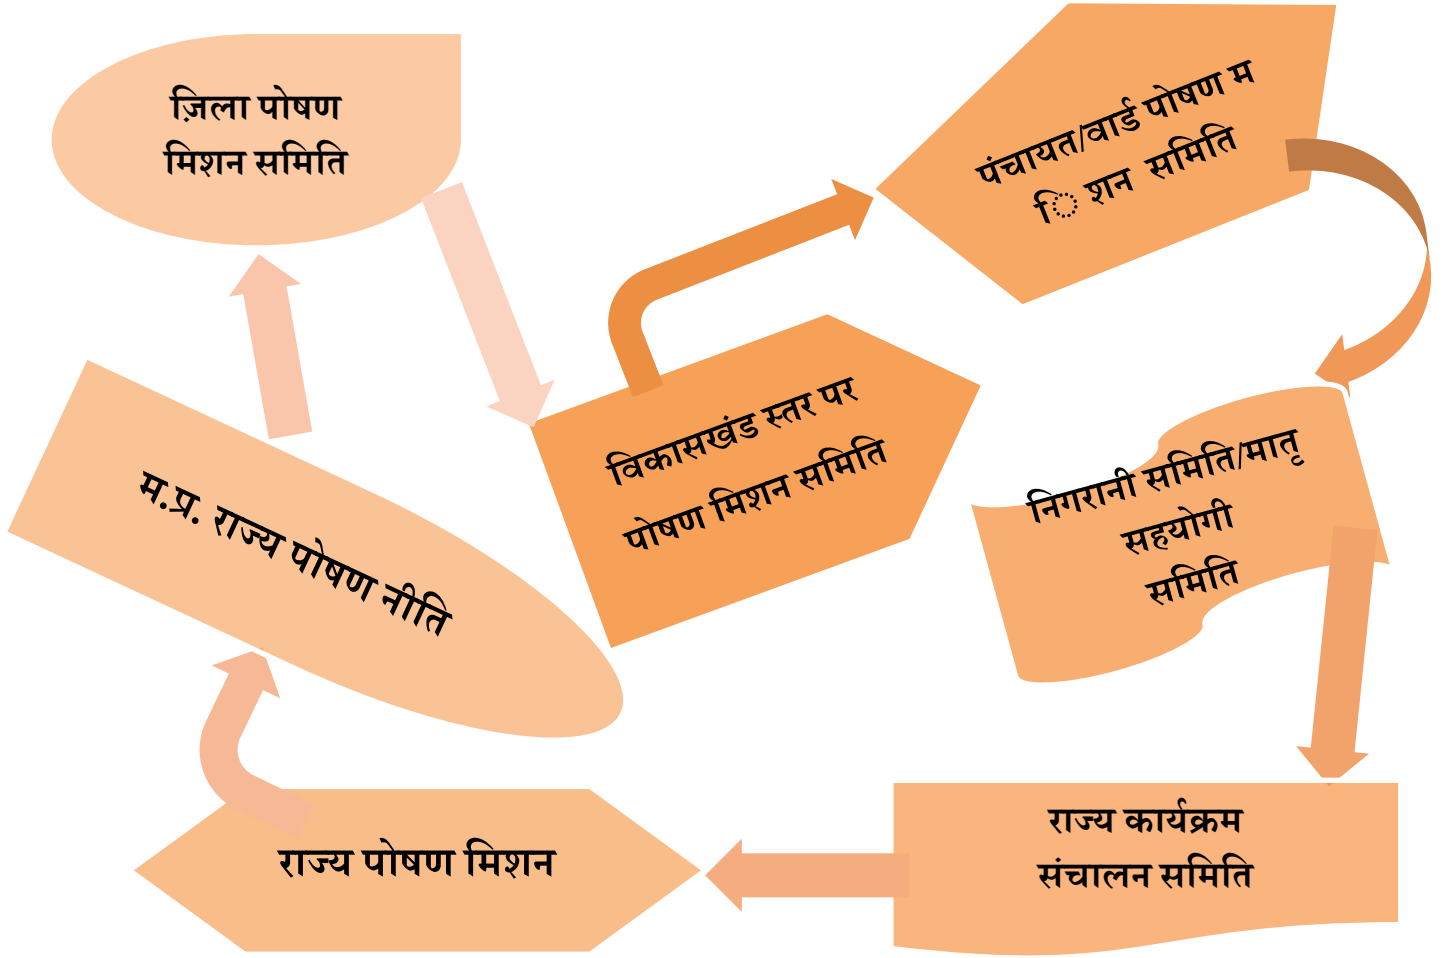 ज़िला पोषण
मिशन समिति
पंचायत/वार्ड पोषण म
ि शन समिति
विकासखंड स्तर पर
पोषण मिशन समिति
निगरानी समिति/मातृ
सहयोगी
समिति
म.प्र. राज्य पोषण नीति
राज्य कार्यक्रम
संचालन समिति
राज्य पोषण मिशन